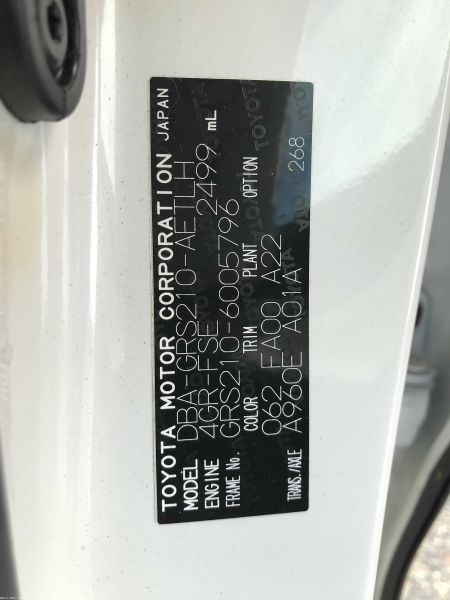 TOYOTA MOTOR CORPORATION JAPAN
MODEL DBA-GRS210-AETLH
ENGINE 4GR-FSE 2499 mL
FRAME No. GRS210-6005796
COLOR TRIM PLANT OPTION
062 FA00 A22
TRANS./AXLE A960E A01A 268